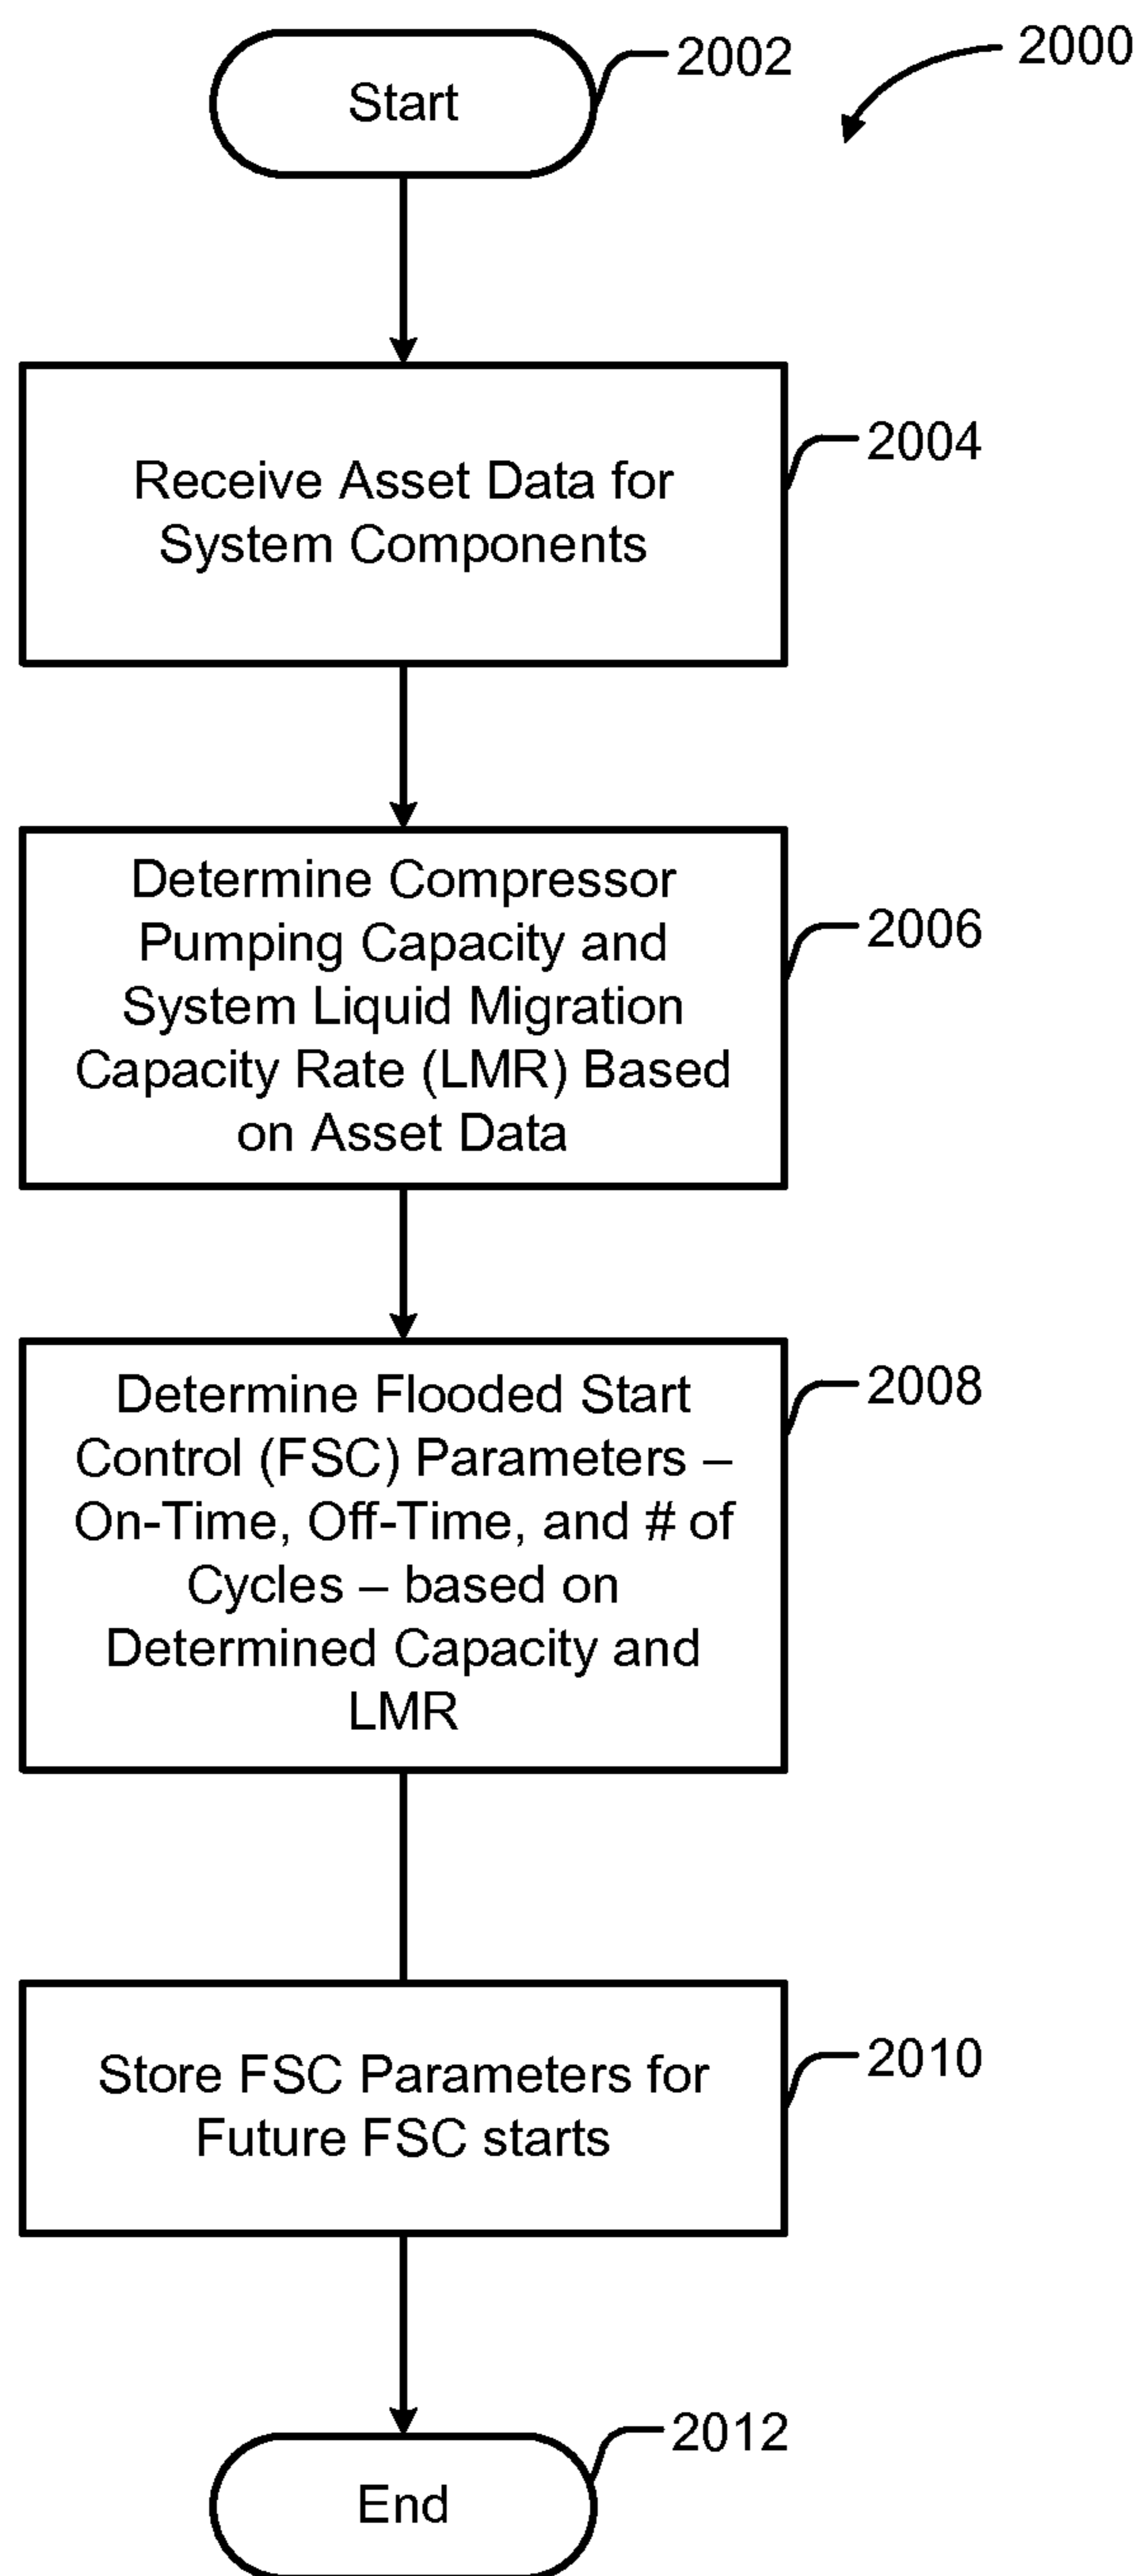 Start
2002
2000
Receive Asset Data for
System Components
2004
Determine Compressor
Pumping Capacity and
System Liquid Migration
Capacity Rate (LMR) Based
on Asset Data
2006
Determine Flooded Start
Control (FSC) Parameters –
On-Time, Off-Time, and # of
Cycles – based on
Determined Capacity and
LMR
2008
Store FSC Parameters for
Future FSC starts
2010
End
2012